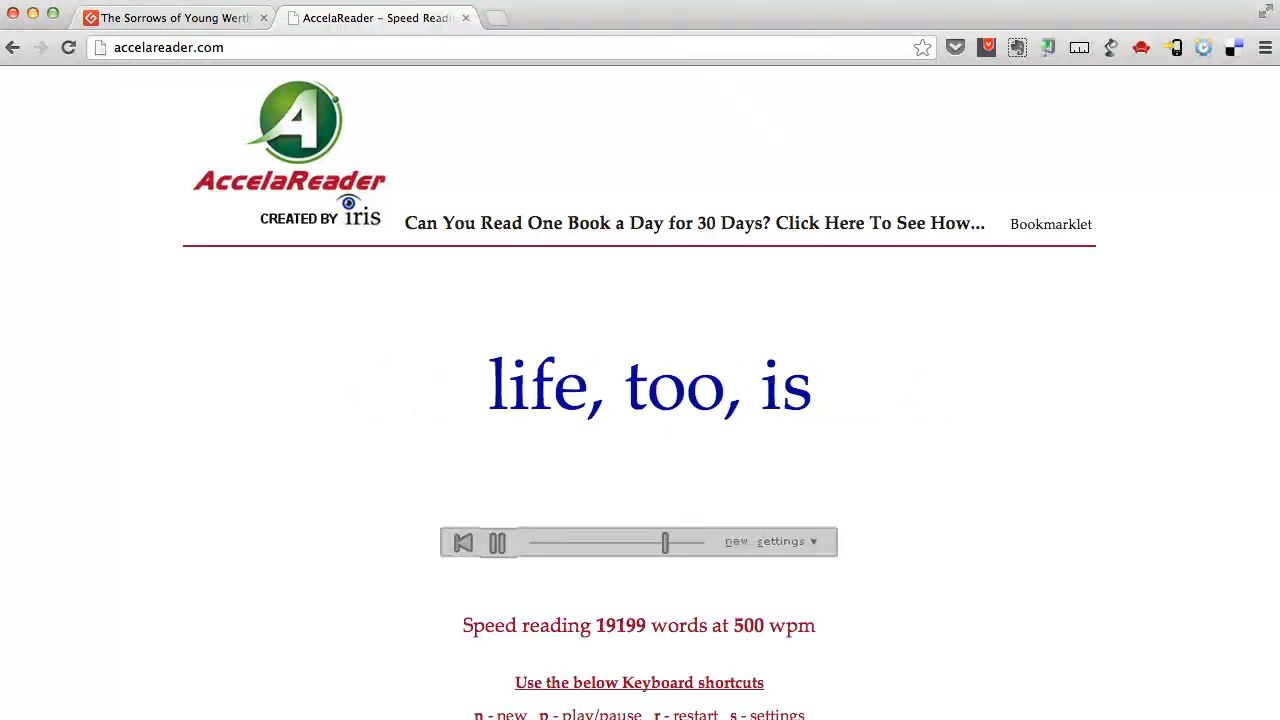 The Sorrows of Young Werth
AccelaReader - Speed Readi
accelareader.com
A
AccelaReader
CREATED BY iris
Can You Read One Book a Day for 30 Days? Click Here To See How...
Bookmarklet
life, too, is
new settings ▼
Speed reading 19199 words at 500 wpm
Use the below Keyboard shortcuts
n - new p - play/pause r - restart s - settings